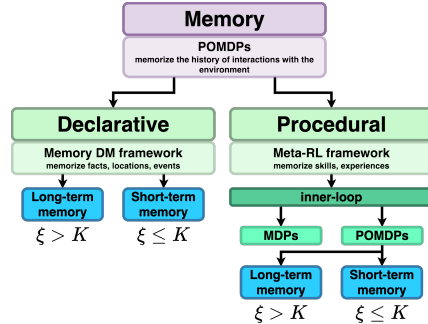 Memory
POMDPs
memorize the history of interactions with the
environment
Declarative
Memory DM framework
memorize facts, locations, events
Long-term
memory
ξ > K
Short-term
memory
ξ ≤ K
Procedural
Meta-RL framework
memorize skills, experiences
inner-loop
MDPs
POMDPs
Long-term
memory
ξ > K
Short-term
memory
ξ ≤ K